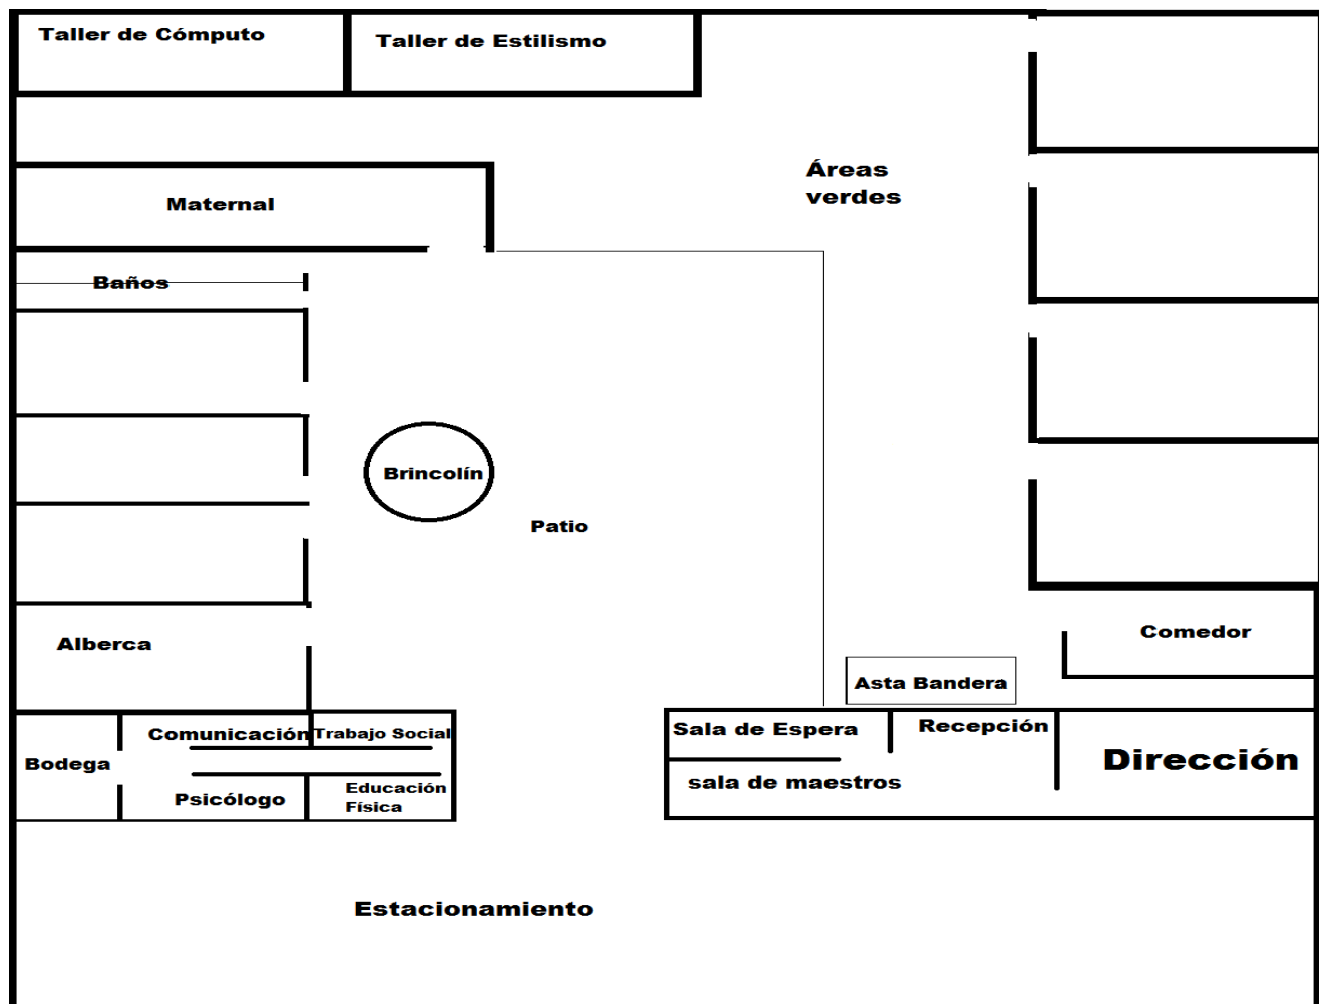 Taller de Cómputo
Taller de Estilismo
Áreas
verdes
Maternal
Baños
Brincolín
Patio
Alberca
Comedor
Asta Bandera
Comunicación
Trabajo Social
Bodega
Psicólogo
Educación
Física
Sala de Espera
Recepción
Dirección
sala de maestros
Estacionamiento